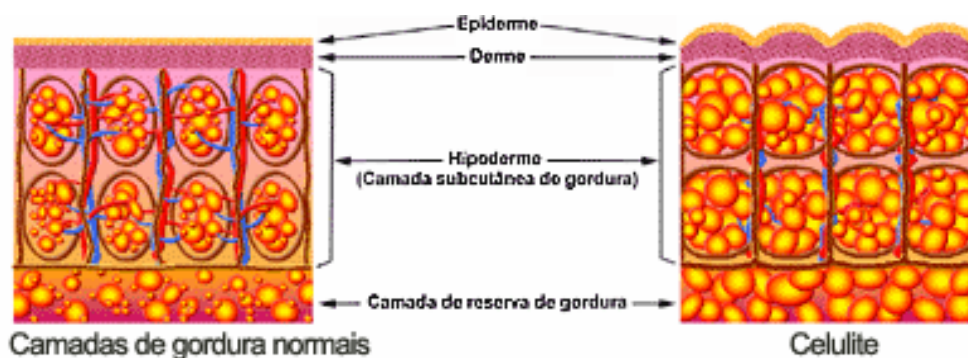 Epiderme
Derme
Hipoderme
(Camada subcutânea de gordura)
Camada de reserva de gordura
Camadas de gordura normais
Celulite